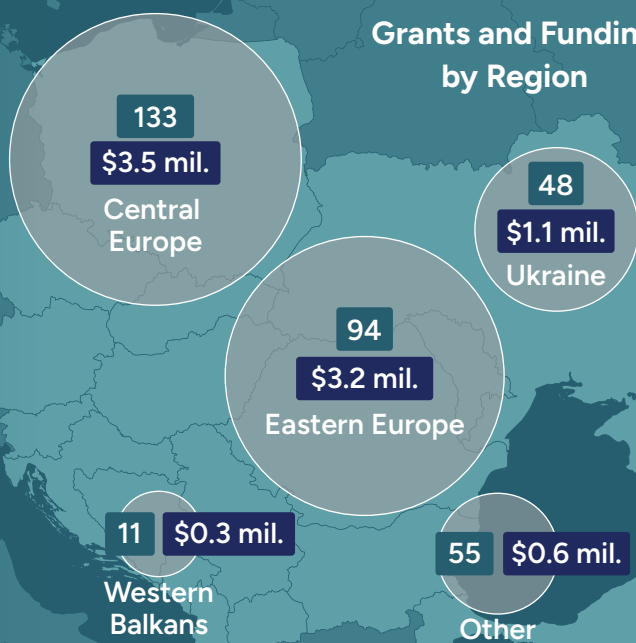 Grants and Fundin
by Region
133
$3.5 mil.
Central
Europe
48
$1.1 mil.
Ukraine
94
$3.2 mil.
Eastern Europe
11 $0.3 mil.
Western
Balkans
55 $0.6 mil.
Other